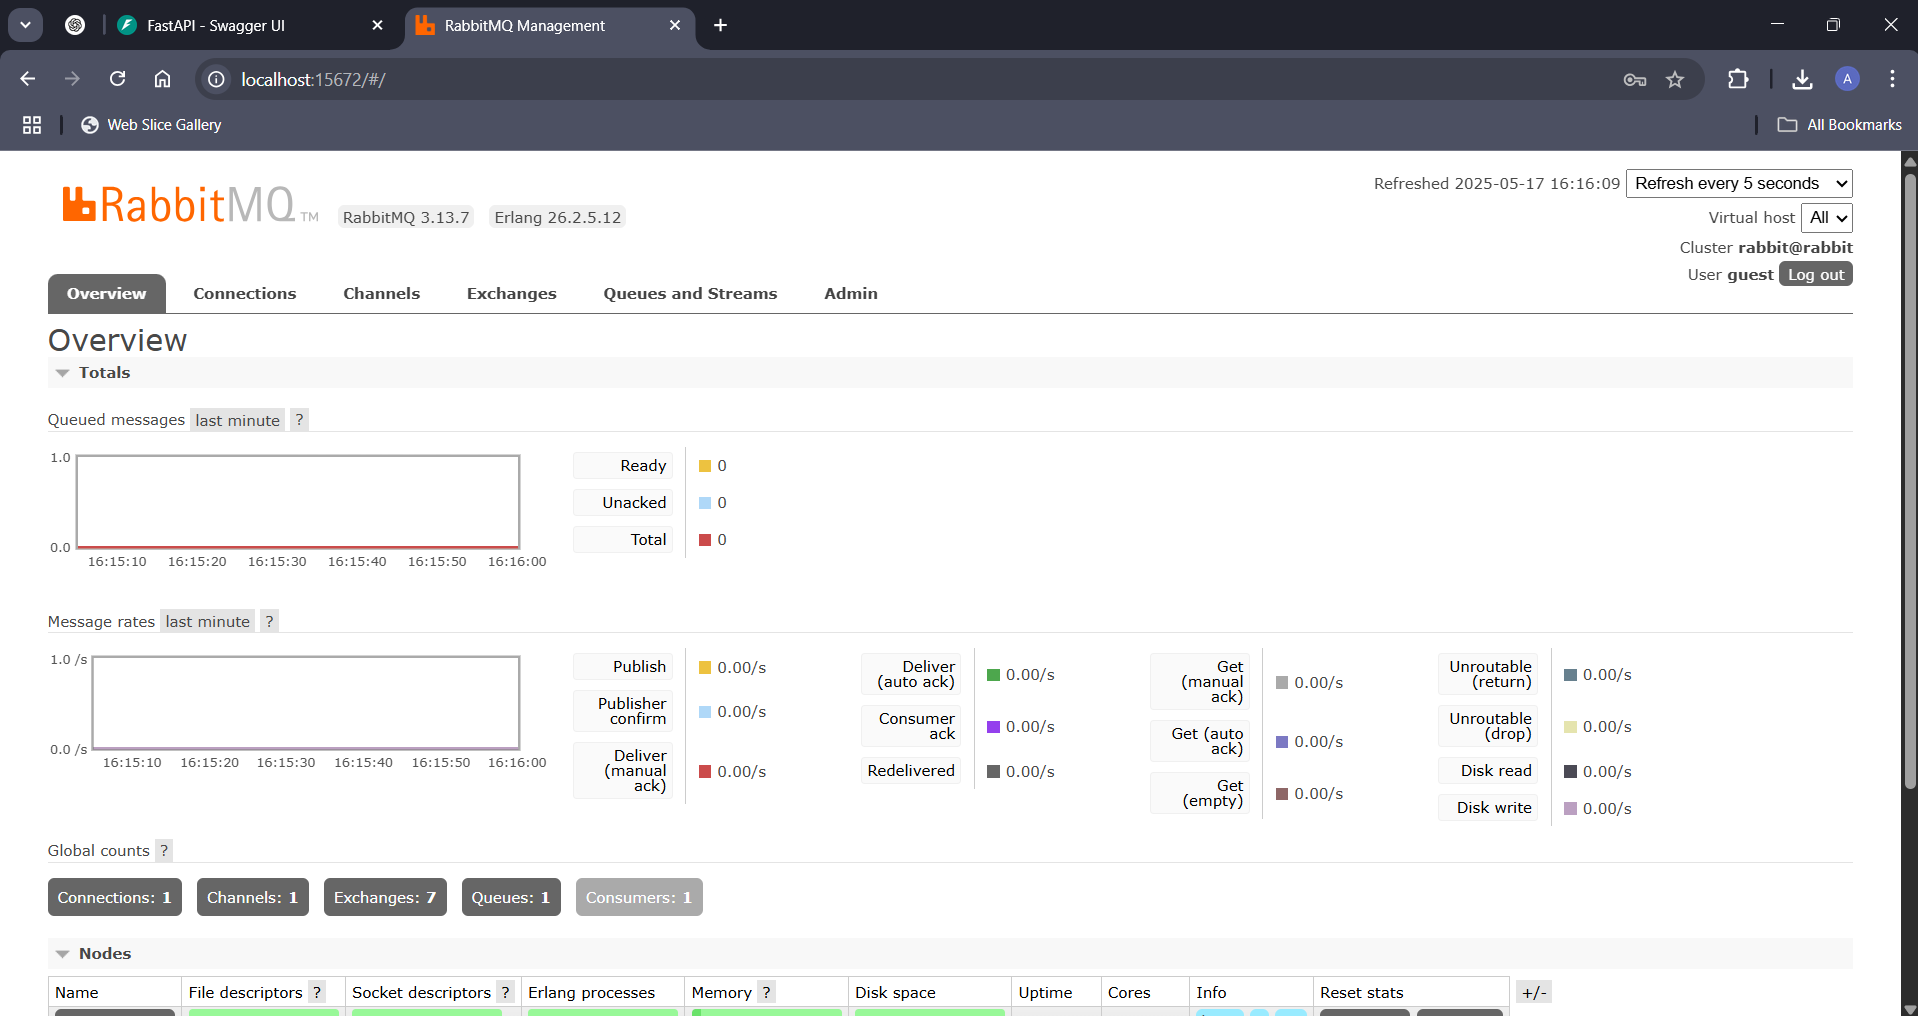 FastAPI - Swagger UI
RabbitMQ Management
localhost:15672/#/
A
Web Slice Gallery
All Bookmarks
RabbitMQ TM
RabbitMQ 3.13.7
Erlang 26.2.5.12
Refreshed 2025-05-17 16:16:09
Refresh every 5 seconds
Virtual host All
Cluster rabbit@rabbit
User guest Log out
Overview Connections Channels Exchanges Queues and Streams Admin
Overview
Totals
Queued messages last minute ?
1.0
0.0
16:15:10 16:15:20 16:15:30 16:15:40 16:15:50 16:16:00
Ready 0
Unacked 0
Total 0
Message rates last minute ?
1.0 /s
0.0 /s
16:15:10 16:15:20 16:15:30 16:15:40 16:15:50 16:16:00
Publish 0.00/s
Publisher
confirm 0.00/s
Deliver
(manual
ack) 0.00/s
Deliver
(auto ack) 0.00/s
Consumer
ack 0.00/s
Redelivered 0.00/s
Get
(manual
ack) 0.00/s
Get (auto
ack) 0.00/s
Get
(empty) 0.00/s
Unroutable
(return) 0.00/s
Unroutable
(drop) 0.00/s
Disk read 0.00/s
Disk write 0.00/s
Global counts ?
Connections: 1 Channels: 1 Exchanges: 7 Queues: 1 Consumers: 1
Nodes
Name File descriptors ? Socket descriptors ? Erlang processes Memory ? Disk space Uptime Cores Info Reset stats +/-